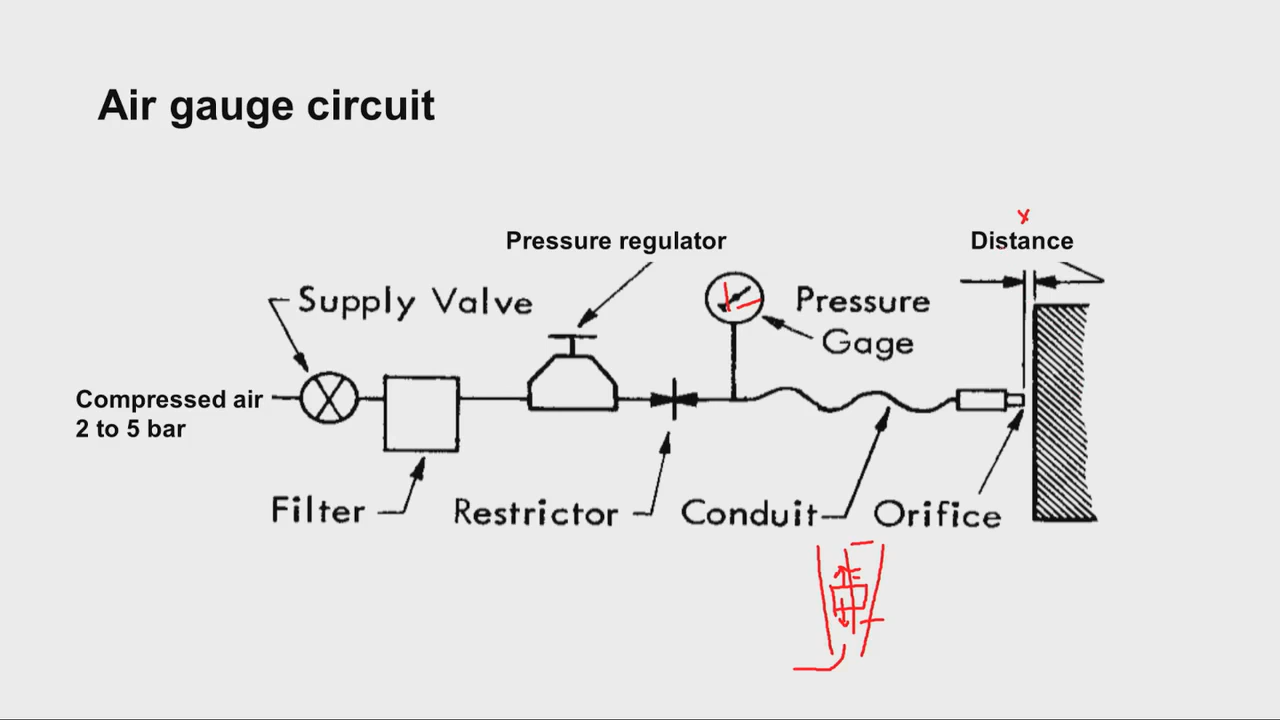 Air gauge circuit
x
Pressure regulator
Distance
Supply Valve
Pressure
Gage
Compressed air
2 to 5 bar
Filter
Restrictor
Conduit
Orifice